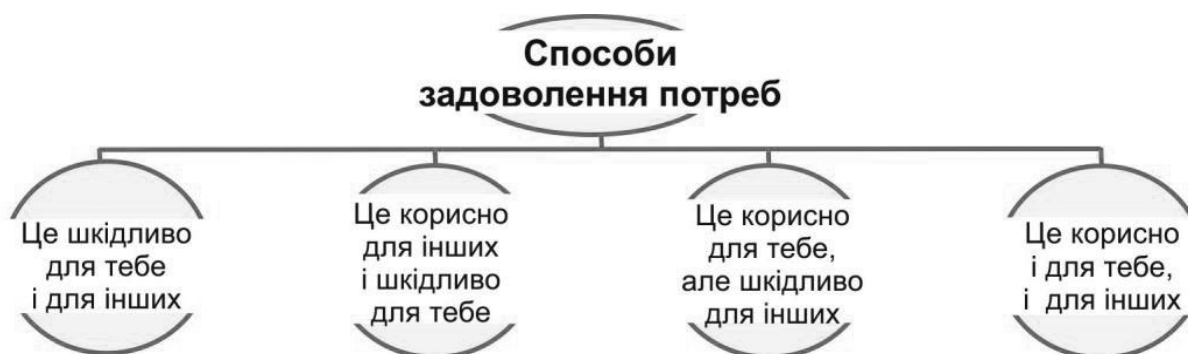 Способи
задоволення потреб
Це шкідливо
для тебе
і для інших
Це корисно
для інших
і шкідливо
для тебе
Це корисно
для тебе,
але шкідливо
для інших
Це корисно
і для тебе,
і для інших